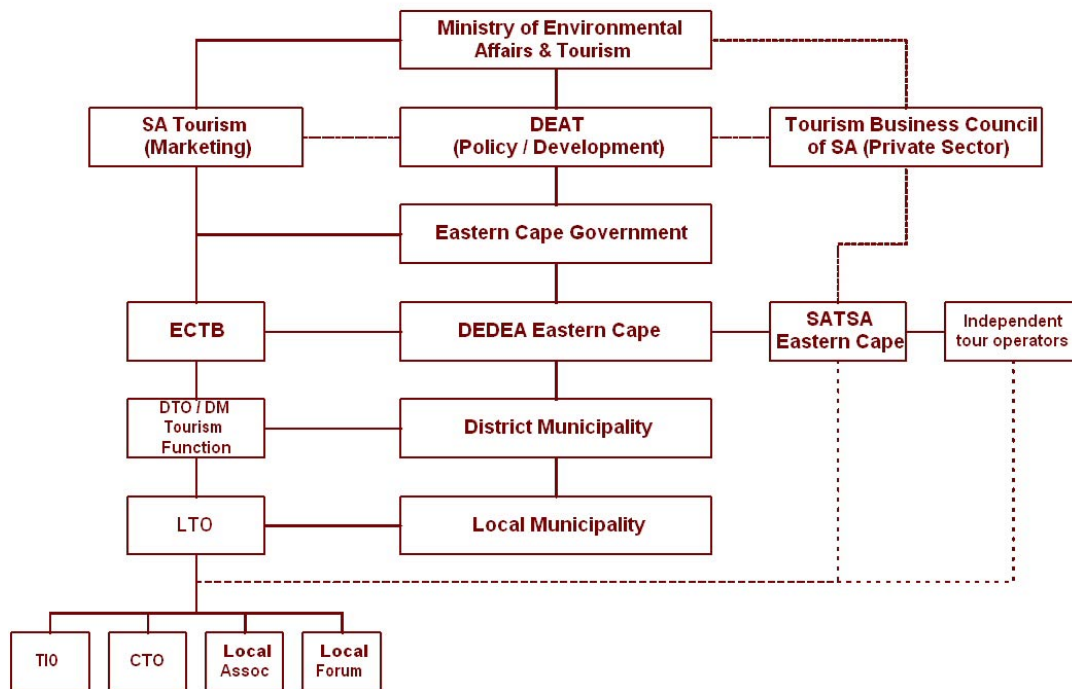 Ministry of Environmental
Affairs & Tourism
SA Tourism
(Marketing)
DEAT
(Policy / Development)
Tourism Business Council
of SA (Private Sector)
Eastern Cape Government
ECTB
DEDEA Eastern Cape
SATSA
Eastern Cape
Independent
tour operators
DTO / DM
Tourism
Function
District Municipality
LTO
Local Municipality
TI0
CTO
Local
Assoc
Local
Forum